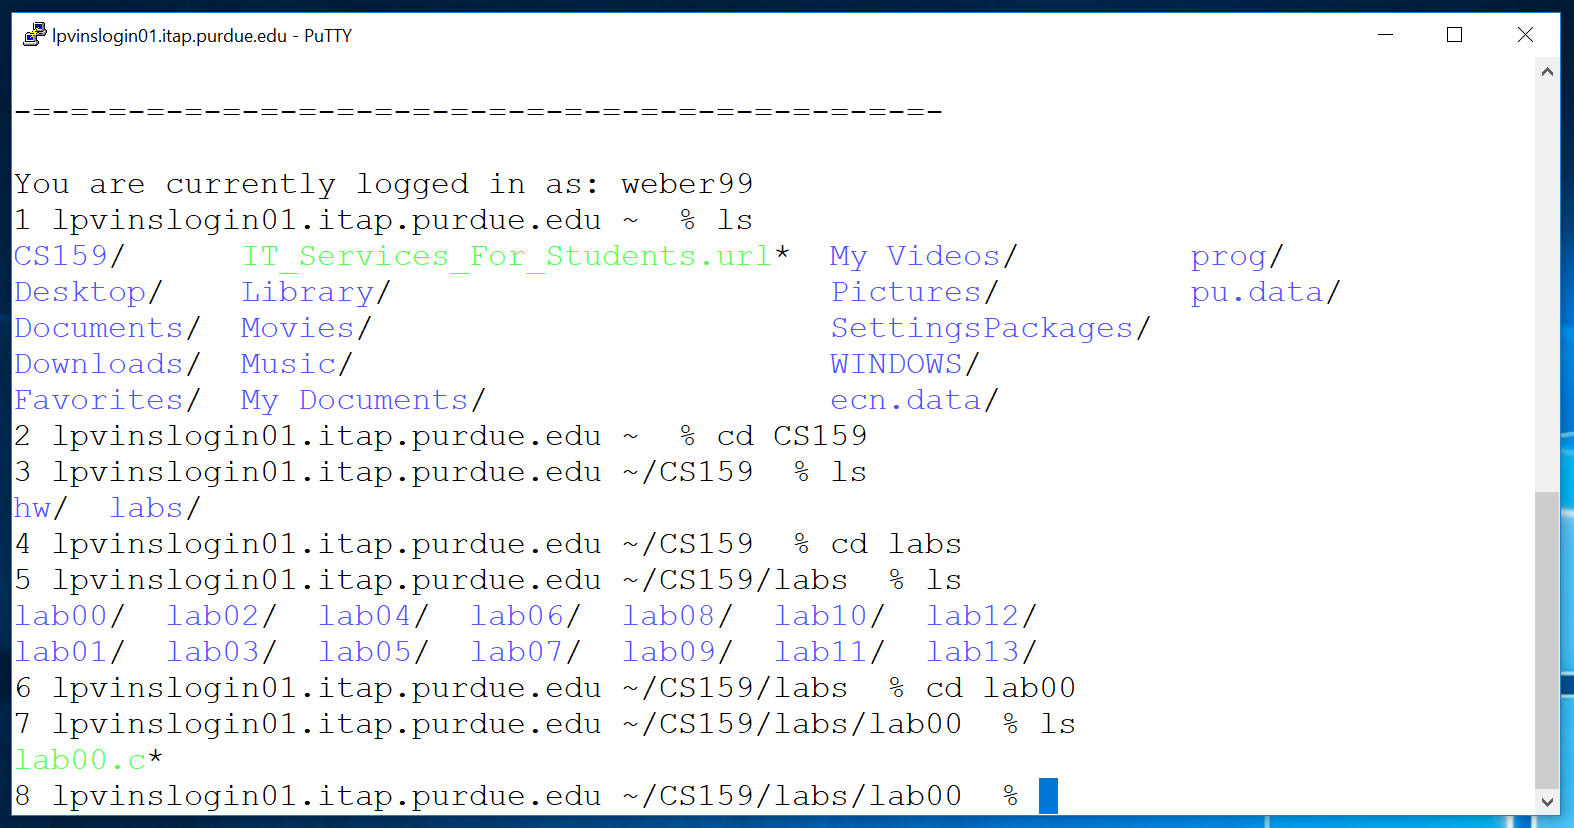 lpvinslogin01.itap.purdue.edu - PuTTY
-=-=-=-=-=-=-=-=-=-=-=-=-=-=-=-=-=-=-=-=-=-=-=-=-
You are currently logged in as: weber99
1 lpvinslogin01.itap.purdue.edu ~  % ls
CS159/      IT_Services_For_Students.url*  My Videos/         prog/
Desktop/    Library/                       Pictures/          pu.data/
Documents/  Movies/                        SettingsPackages/
Downloads/  Music/                         WINDOWS/
Favorites/  My Documents/                  ecn.data/
2 lpvinslogin01.itap.purdue.edu ~  % cd CS159
3 lpvinslogin01.itap.purdue.edu ~/CS159  % ls
hw/  labs/
4 lpvinslogin01.itap.purdue.edu ~/CS159  % cd labs
5 lpvinslogin01.itap.purdue.edu ~/CS159/labs  % ls
lab00/  lab02/  lab04/  lab06/  lab08/  lab10/  lab12/
lab01/  lab03/  lab05/  lab07/  lab09/  lab11/  lab13/
6 lpvinslogin01.itap.purdue.edu ~/CS159/labs  % cd lab00
7 lpvinslogin01.itap.purdue.edu ~/CS159/labs/lab00  % ls
lab00.c*
8 lpvinslogin01.itap.purdue.edu ~/CS159/labs/lab00  %